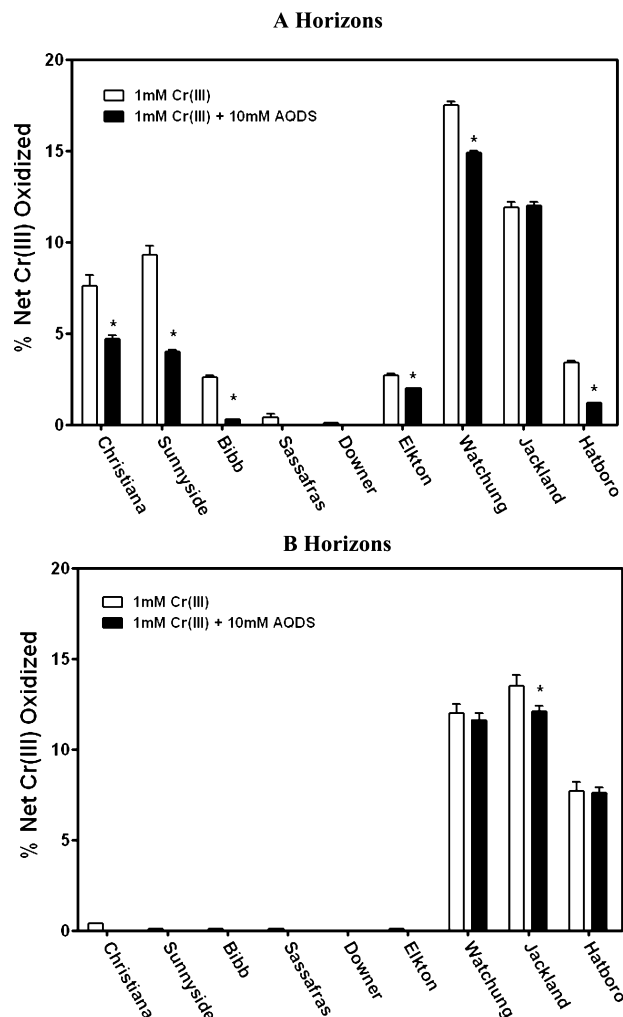 A Horizons
20
15
10
5
0
% Net Cr(III) Oxidized
1mM Cr(III)
1mM Cr(III) + 10mM AQDS
* * * * * *
Christiana
Sunnyside
Bibb
Sassafras
Downer
Elkton
Watchung
Jackland
Hatboro
B Horizons
20
15
10
5
0
% Net Cr(III) Oxidized
1mM Cr(III)
1mM Cr(III) + 10mM AQDS
*
Christiana
Sunnyside
Bibb
Sassafras
Downer
Elkton
Watchung
Jackland
Hatboro